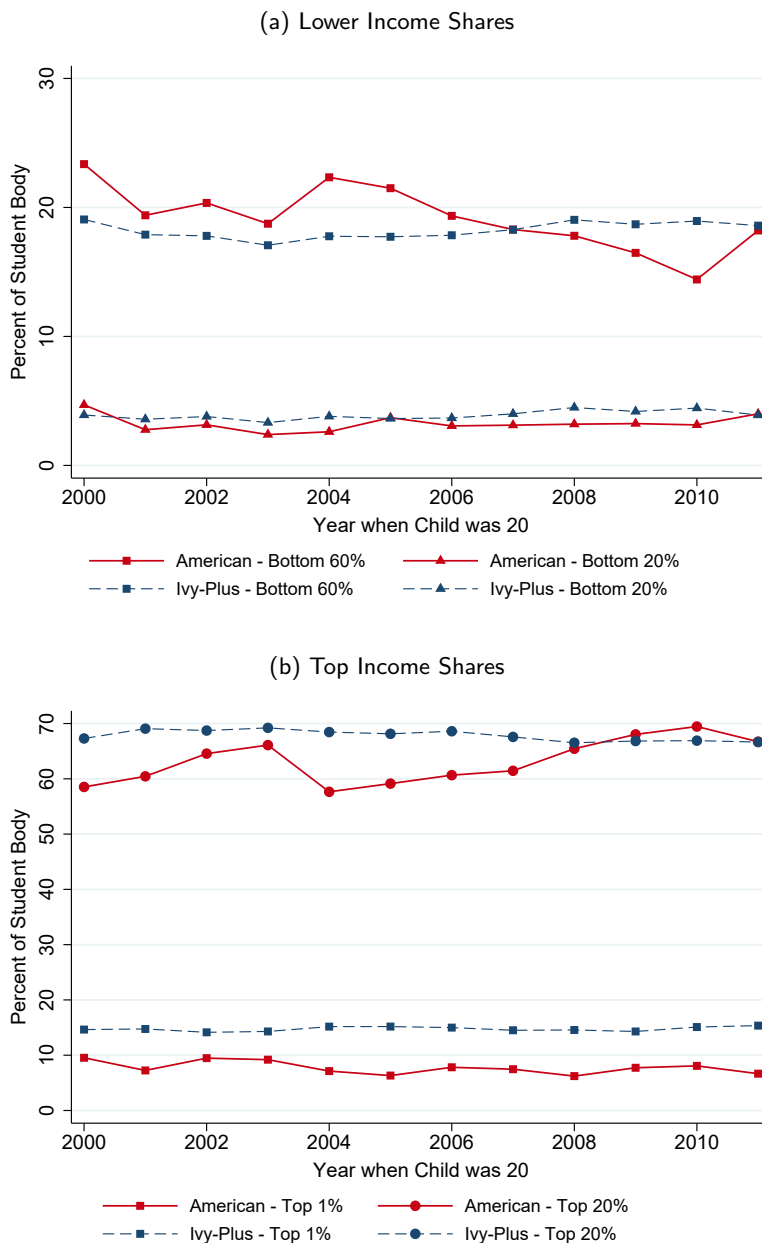 (a) Lower Income Shares
30
20
10
0
Percent of Student Body
2000 2002 2004 2006 2008 2010
Year when Child was 20
American - Bottom 60% American - Bottom 20%
Ivy-Plus - Bottom 60% Ivy-Plus - Bottom 20%
(b) Top Income Shares
70
60
50
40
30
20
10
0
Percent of Student Body
2000 2002 2004 2006 2008 2010
Year when Child was 20
American - Top 1% American - Top 20%
Ivy-Plus - Top 1% Ivy-Plus - Top 20%